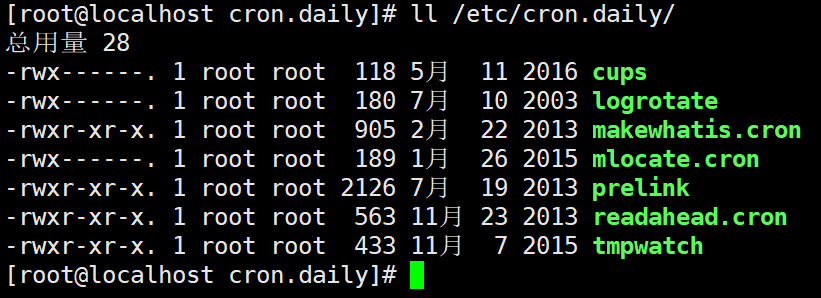 [root@localhost cron.daily]# ll /etc/cron.daily/
总用量 28
-rwx------. 1 root root  118 5月  11 2016 cups
-rwx------. 1 root root  180 7月  10 2003 logrotate
-rwxr-xr-x. 1 root root  905 2月  22 2013 makewhatis.cron
-rwx------. 1 root root  189 1月  26 2015 mlocate.cron
-rwxr-xr-x. 1 root root 2126 7月  19 2013 prelink
-rwxr-xr-x. 1 root root  563 11月 23 2013 readahead.cron
-rwxr-xr-x. 1 root root  433 11月  7 2015 tmpwatch
[root@localhost cron.daily]#